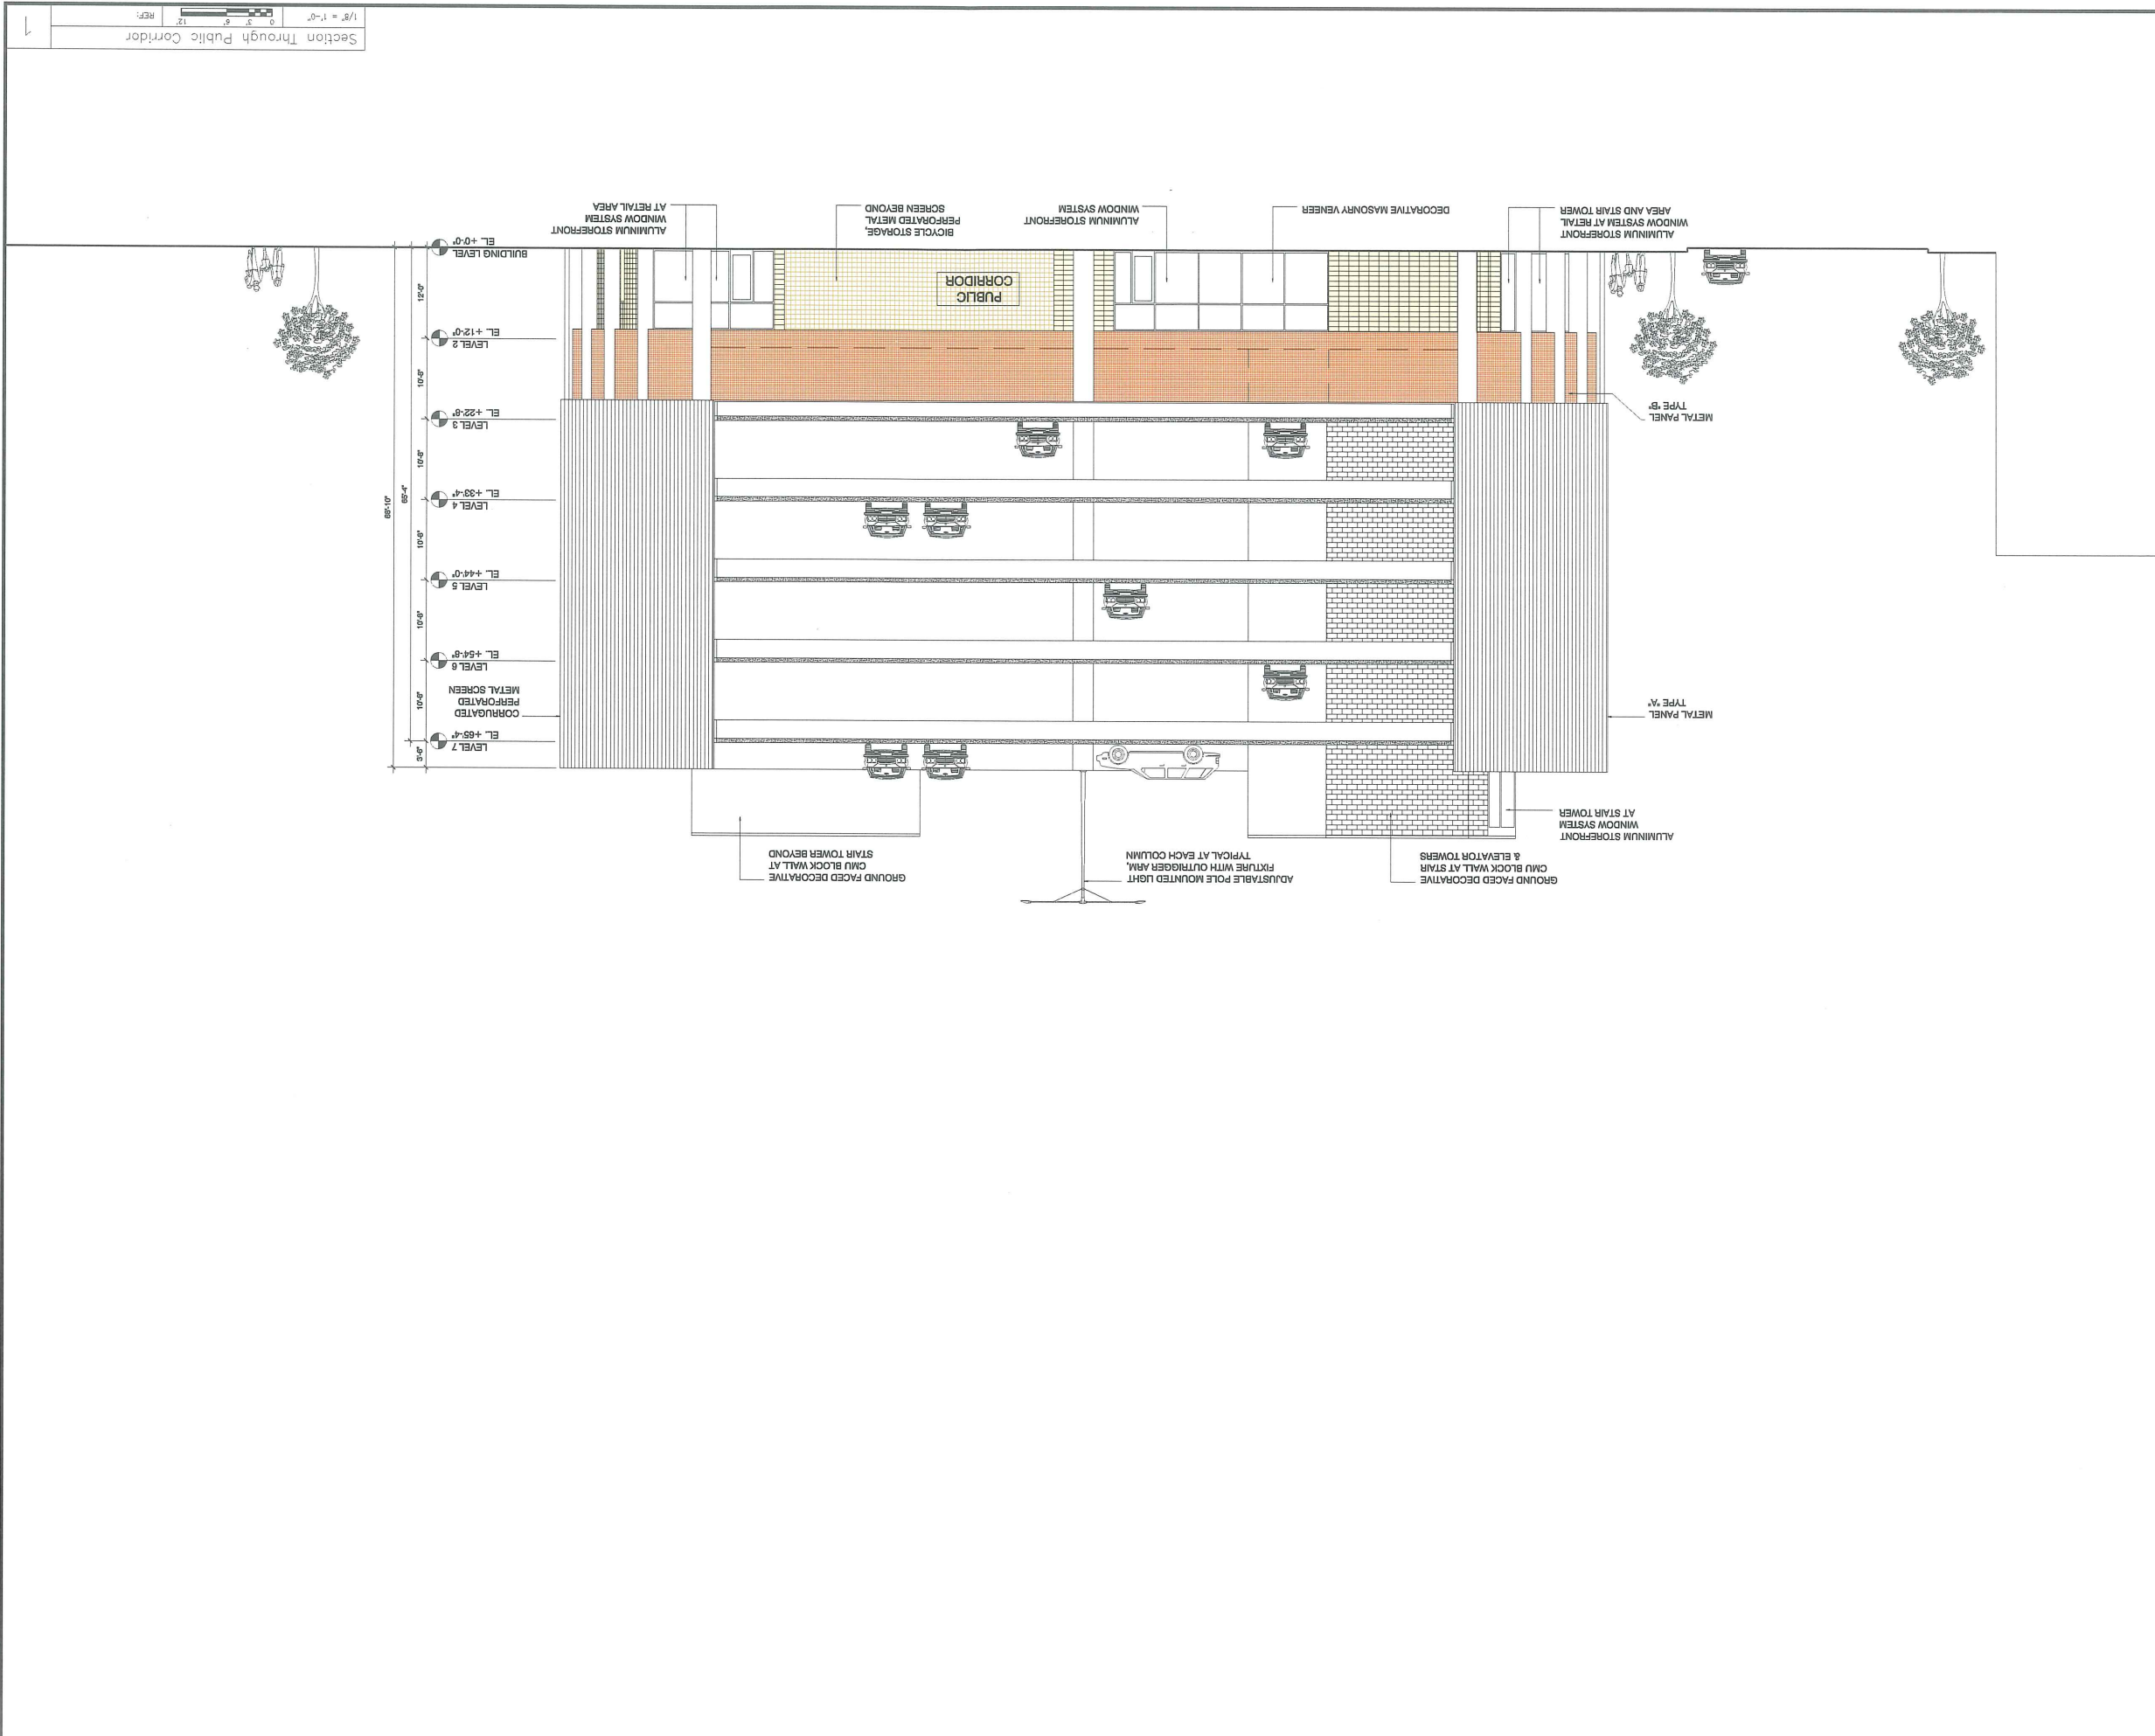 GROUND FACED DECORATIVE
CMU BLOCK WALL AT STAIR
& ELEVATOR TOWERS
ADJUSTABLE POLE MOUNTED LIGHT
FIXTURE WITH OUTRIGGER ARM,
TYPICAL AT EACH COLUMN
GROUND FACED DECORATIVE
CMU BLOCK WALL AT
STAIR TOWER BEYOND
ALUMINUM STOREFRONT
WINDOW SYSTEM
AT STAIR TOWER
METAL PANEL
TYPE "A"
CORRUGATED
PERFORATED
METAL SCREEN
3'-6"
LEVEL 7
EL. +65'-4"
10'-8"
LEVEL 6
EL. +54'-8"
10'-8"
LEVEL 5
EL. +44'-0"
10'-8"
LEVEL 4
EL. +33'-4"
10'-8"
LEVEL 3
EL. +22'-8"
10'-8"
LEVEL 2
EL. +12'-0"
12'-0"
BUILDING LEVEL
EL. +0'-0"
65'-4"
68'-10"
METAL PANEL
TYPE "B"
PUBLIC
CORRIDOR
ALUMINUM STOREFRONT
WINDOW SYSTEM AT RETAIL
AREA AND STAIR TOWER
DECORATIVE MASONRY VENEER
ALUMINUM STOREFRONT
WINDOW SYSTEM
BICYCLE STORAGE,
PERFORATED METAL
SCREEN BEYOND
ALUMINUM STOREFRONT
WINDOW SYSTEM
AT RETAIL AREA
Section Through Public Corridor
1
1/8" = 1'-0"
0 3' 6' 12'
REF: